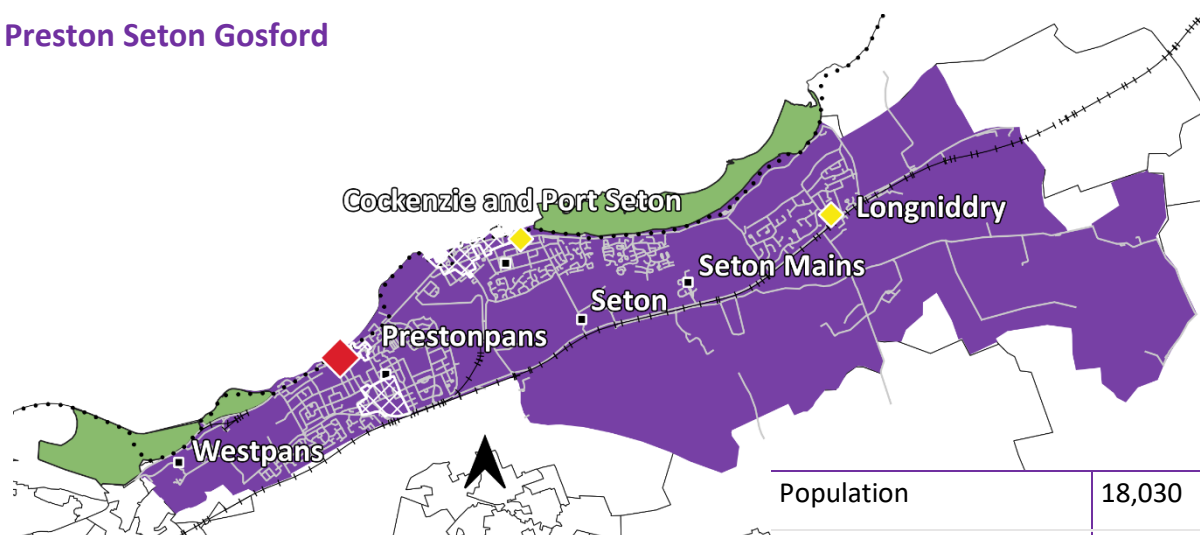 Preston Seton Gosford
Cockenzie and Port Seton
Longniddry
Seton Mains
Seton
Prestonpans
Westpans
Population 18,030